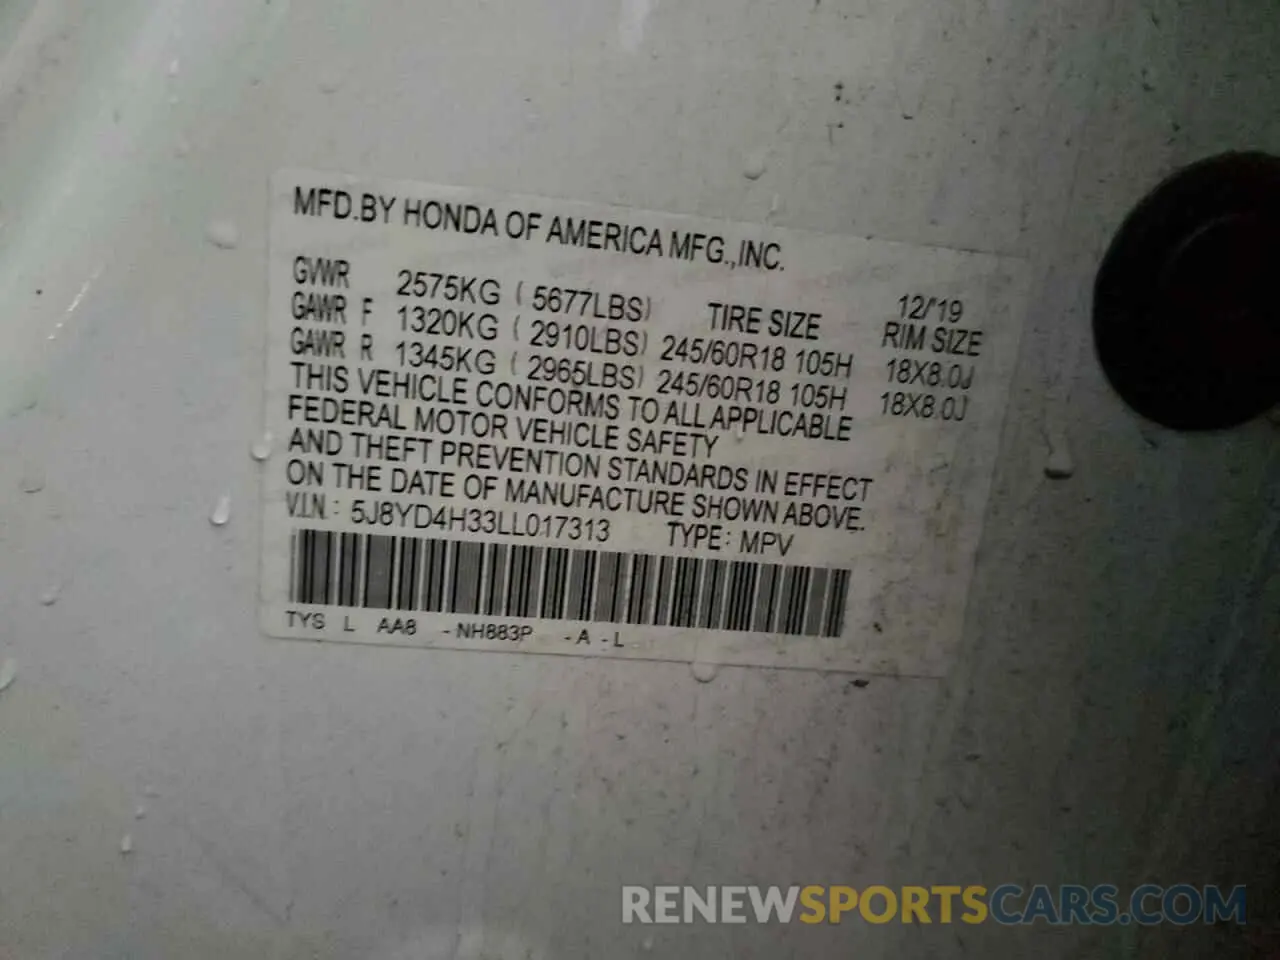 MFD.BY HONDA OF AMERICA MFG.,INC.
12/'19
GVWR 2575KG ( 5677LBS) TIRE SIZE RIM SIZE
GAWR F 1320KG ( 2910LBS) 245/60R18 105H 18X8.0J
GAWR R 1345KG ( 2965LBS) 245/60R18 105H 18X8.0J
THIS VEHICLE CONFORMS TO ALL APPLICABLE
FEDERAL MOTOR VEHICLE SAFETY
AND THEFT PREVENTION STANDARDS IN EFFECT
ON THE DATE OF MANUFACTURE SHOWN ABOVE.
V.I.N.: 5J8YD4H33LL017313 TYPE: MPV
TYS L AA8 -NH883P -A -L
RENEWSPORTSCARS.COM